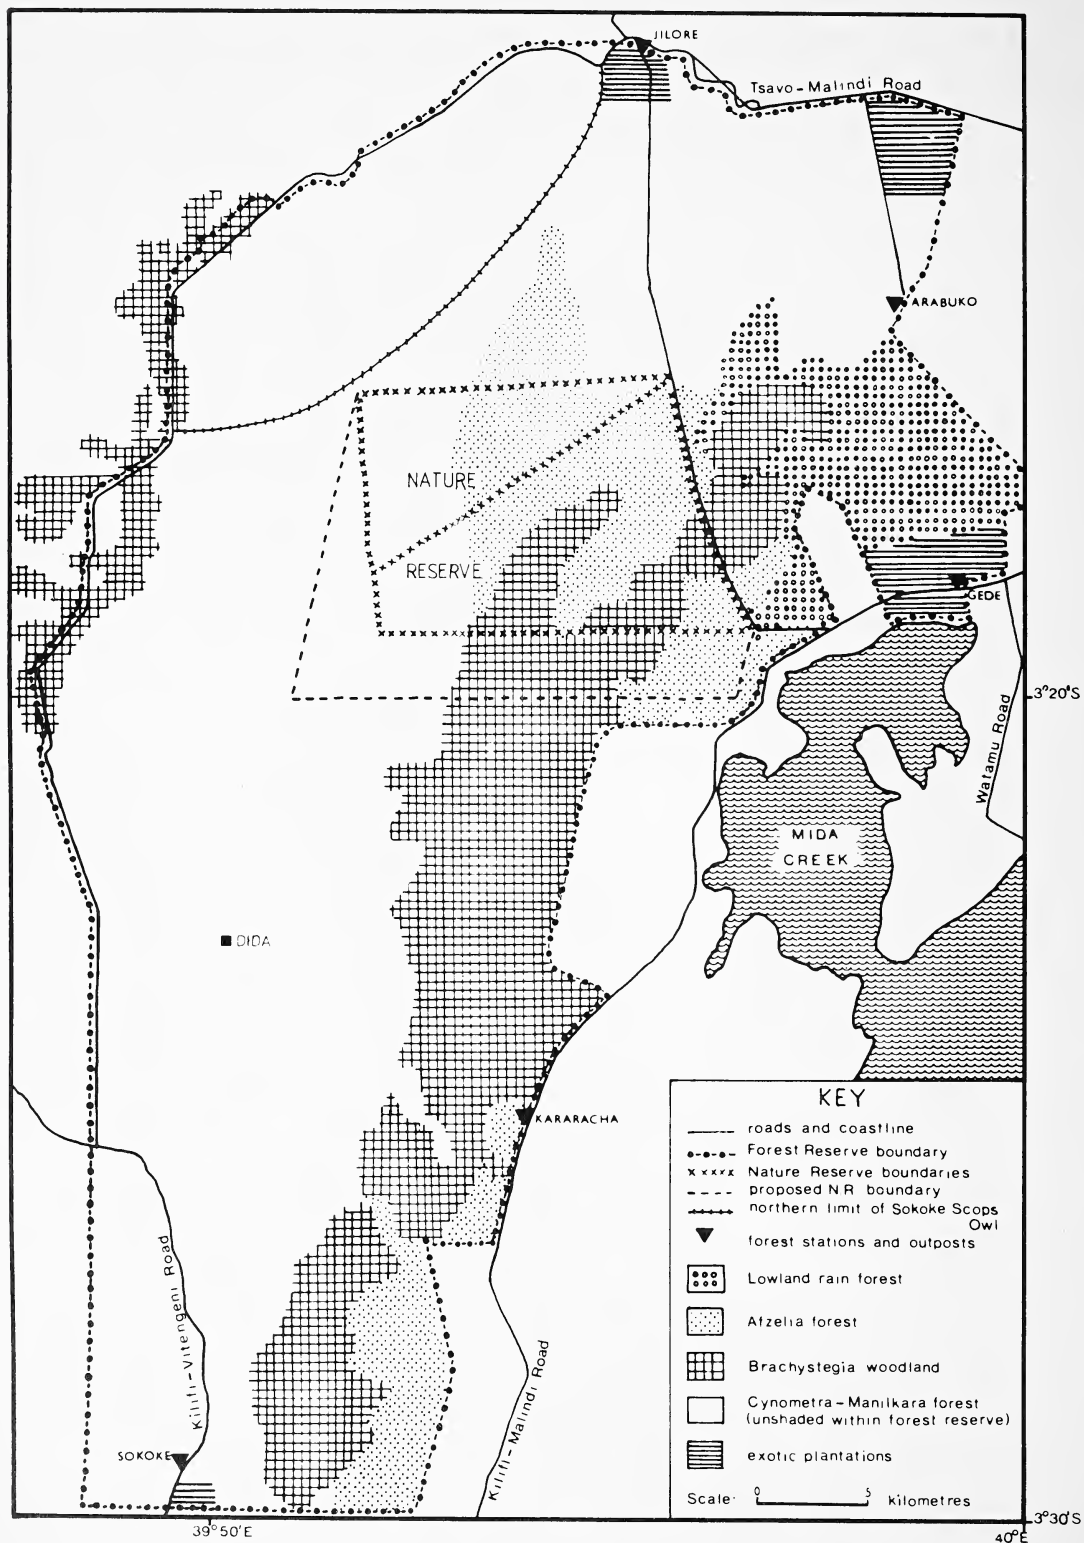 JILORE
Tsavo-Malindi Road
ARABUKO
NATURE
RESERVE
GEDE
3°20'S
Watamu Road
MIDA
CREEK
DIDA
KARARACHA
Kilifi-Vitengeni Road
Kilifi-Malindi Road
SOKOKE
KEY
roads and coastline
Forest Reserve boundary
Nature Reserve boundaries
proposed N R boundary
northern limit of Sokoke Scops
Owl
forest stations and outposts
Lowland rain forest
Afzelia forest
Brachystegia woodland
Cynometra-Manilkara forest
(unshaded within forest reserve)
exotic plantations
Scale
0 5
kilometres
39°50'E
3°30'S
40°E